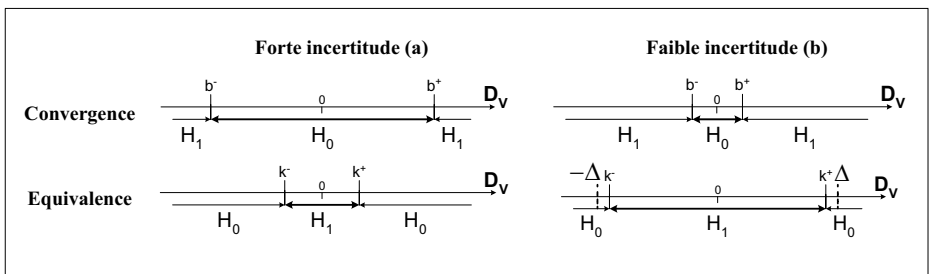 Forte incertitude (a) Faible incertitude (b)
b⁻ b⁺ b⁻ b⁺
0 D_V 0 D_V
Convergence
H₁ H₀ H₁ H₁ H₀ H₁
k⁻ k⁺ −Δ k⁻ k⁺ Δ
0 D_V 0 D_V
Equivalence
H₀ H₁ H₀ H₀ H₁ H₀